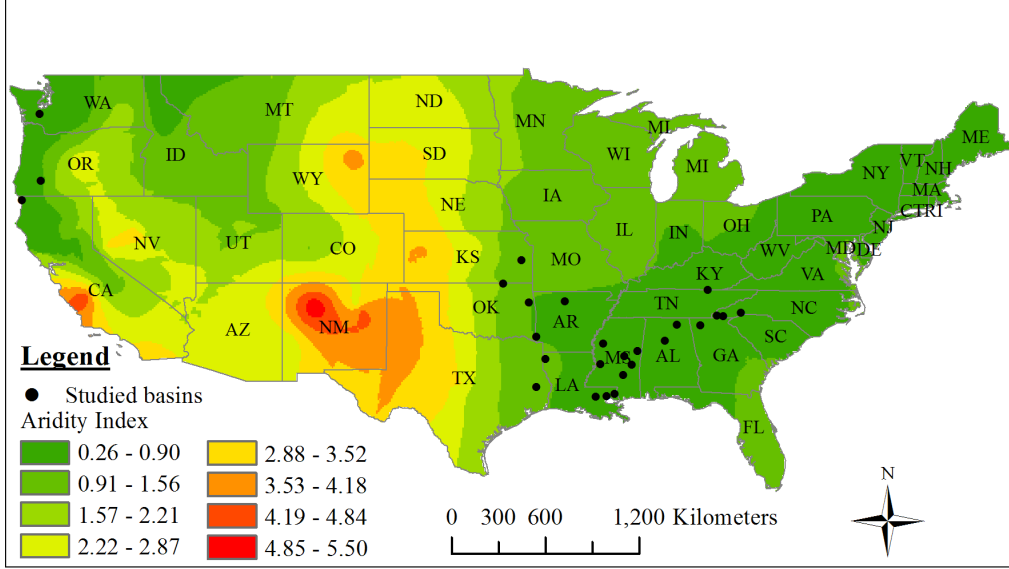 WA
MT
ND
MN
ME
OR
ID
SD
WI
MI
MI
NY
VT
NH
MA
CTRI
WY
NE
IA
IL
IN
OH
PA
NJ
NV
UT
CO
KS
MO
WV
MD
DE
VA
KY
CA
AZ
NM
OK
AR
TN
NC
SC
TX
LA
MS
AL
GA
FL
Legend
Studied basins
Aridity Index
0.26 - 0.90
0.91 - 1.56
1.57 - 2.21
2.22 - 2.87
2.88 - 3.52
3.53 - 4.18
4.19 - 4.84
4.85 - 5.50
0 300 600 1,200 Kilometers
N